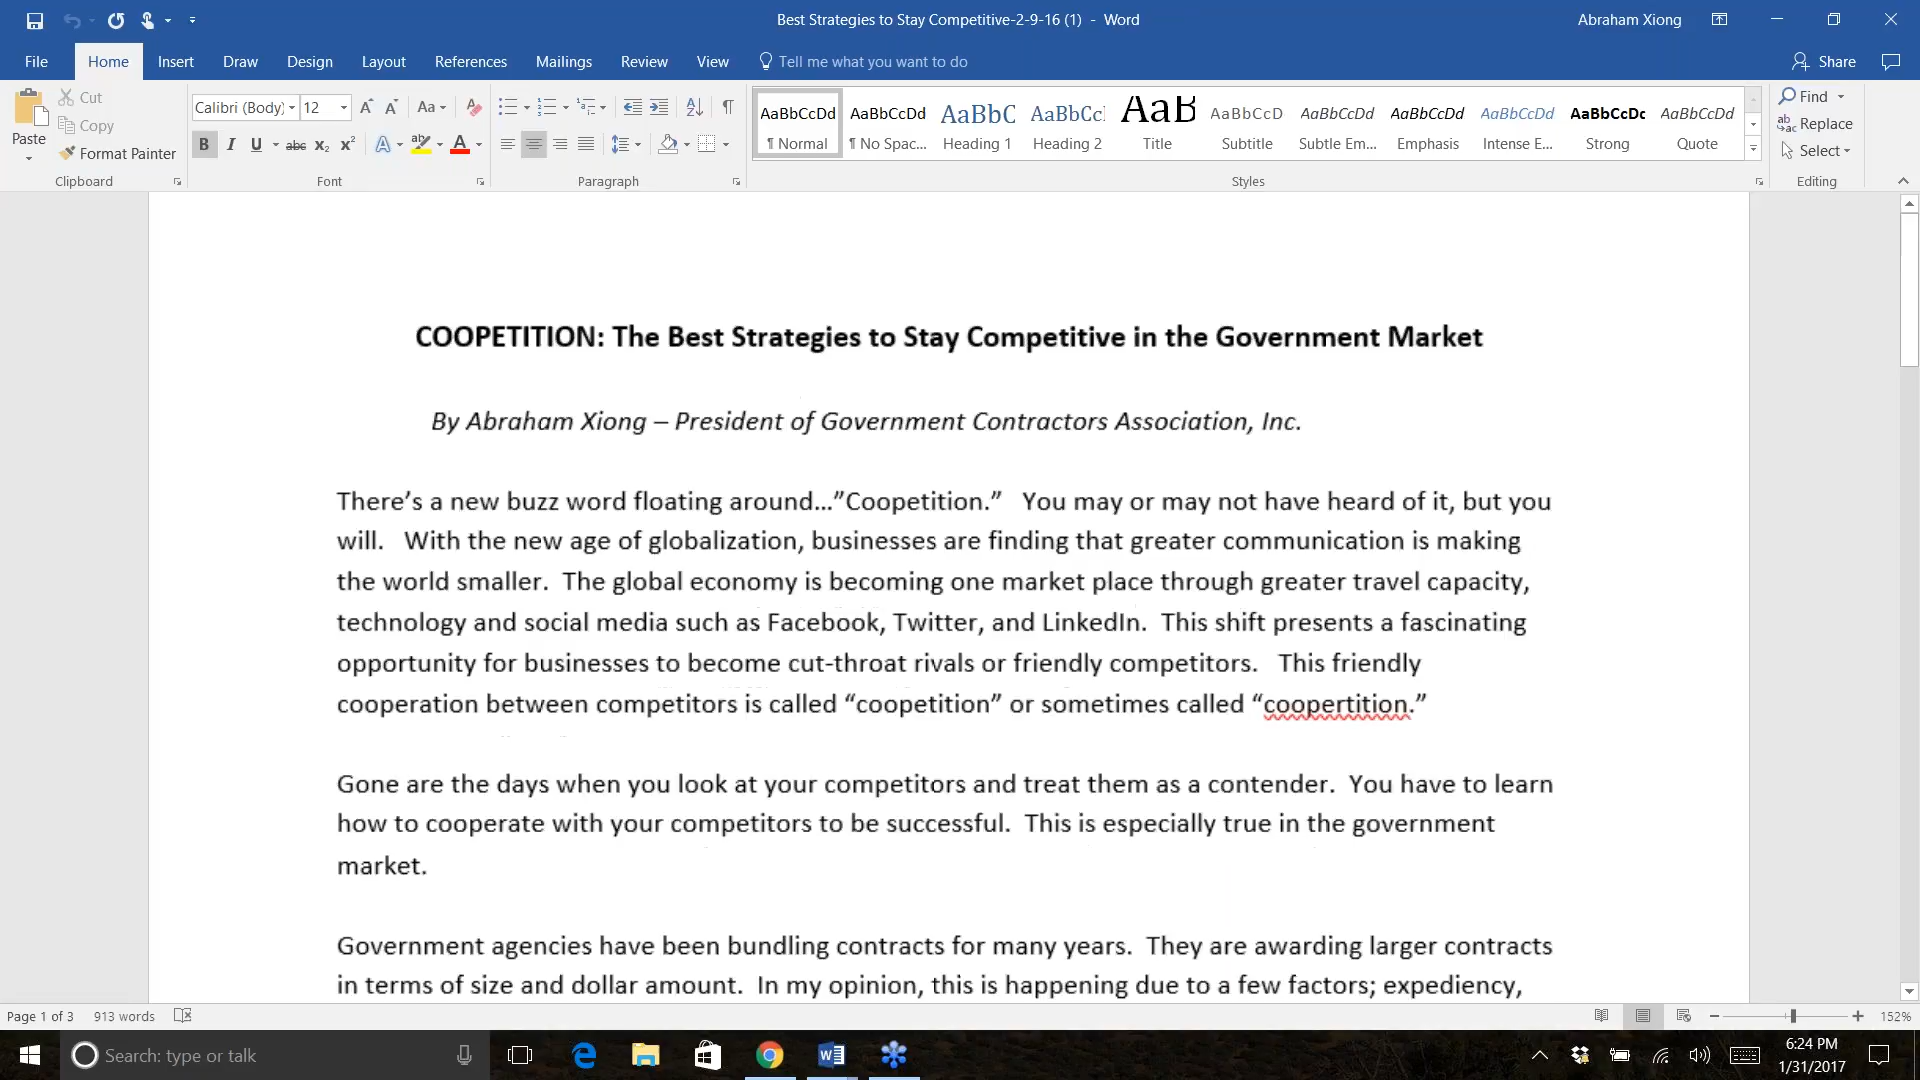 Best Strategies to Stay Competitive-2-9-16 (1) - Word
Abraham Xiong
File Home Insert Draw Design Layout References Mailings Review View Tell me what you want to do Share
Paste
Cut
Copy
Format Painter
Clipboard
Calibri (Body) 12
Aa
B I U abc x₂ x² A aby A
Font
Paragraph
AaBbCcDd AaBbCcDd AaBbC AaBbCc AaB AaBbCcD AaBbCcDd AaBbCcDd AaBbCcDd AaBbCcDc AaBbCcDd
¶ Normal ¶ No Spac... Heading 1 Heading 2 Title Subtitle Subtle Em... Emphasis Intense E... Strong Quote
Styles
Find
Replace
Select
Editing
COOPETITION: The Best Strategies to Stay Competitive in the Government Market
By Abraham Xiong – President of Government Contractors Association, Inc.
There’s a new buzz word floating around…”Coopetition.” You may or may not have heard of it, but you
will. With the new age of globalization, businesses are finding that greater communication is making
the world smaller. The global economy is becoming one market place through greater travel capacity,
technology and social media such as Facebook, Twitter, and LinkedIn. This shift presents a fascinating
opportunity for businesses to become cut-throat rivals or friendly competitors. This friendly
cooperation between competitors is called “coopetition” or sometimes called “coopertition.”
Gone are the days when you look at your competitors and treat them as a contender. You have to learn
how to cooperate with your competitors to be successful. This is especially true in the government
market.
Government agencies have been bundling contracts for many years. They are awarding larger contracts
in terms of size and dollar amount. In my opinion, this is happening due to a few factors; expediency,
Page 1 of 3 913 words
152%
Search: type or talk
6:24 PM
1/31/2017